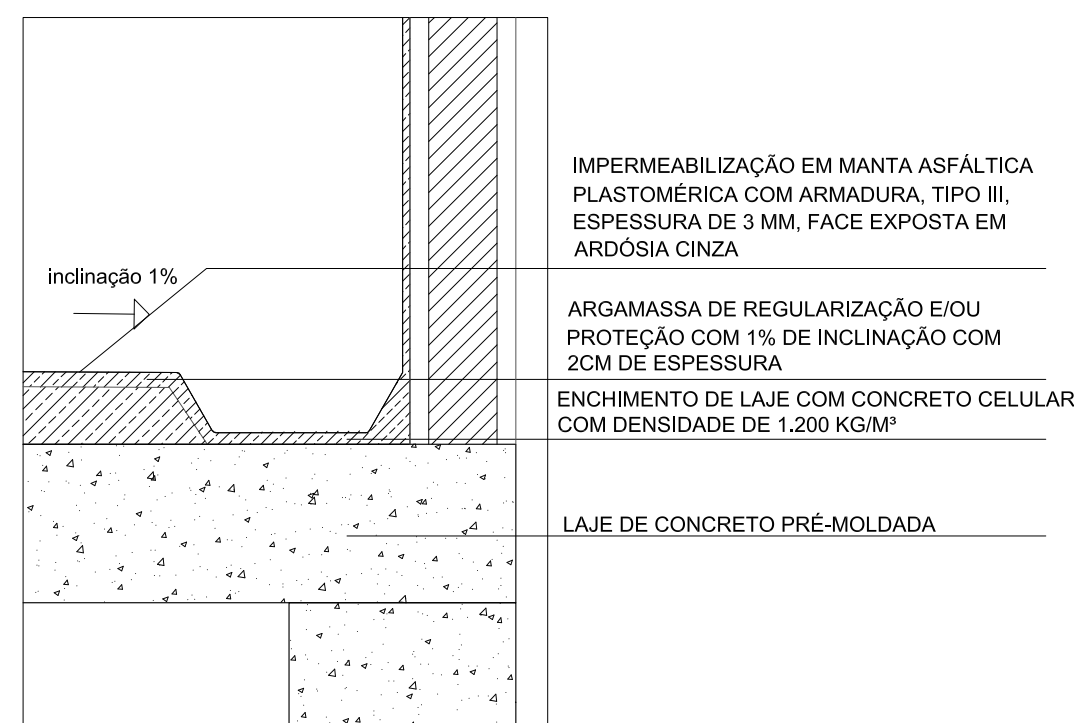 IMPERMEABILIZAÇÃO EM MANTA ASFÁLTICA
PLASTOMÉRICA COM ARMADURA, TIPO III,
ESPESSURA DE 3 MM, FACE EXPOSTA EM
ARDÓSIA CINZA
inclinação 1%
ARGAMASSA DE REGULARIZAÇÃO E/OU
PROTEÇÃO COM 1% DE INCLINAÇÃO COM
2CM DE ESPESSURA
ENCHIMENTO DE LAJE COM CONCRETO CELULAR
COM DENSIDADE DE 1.200 KG/M³
LAJE DE CONCRETO PRÉ-MOLDADA